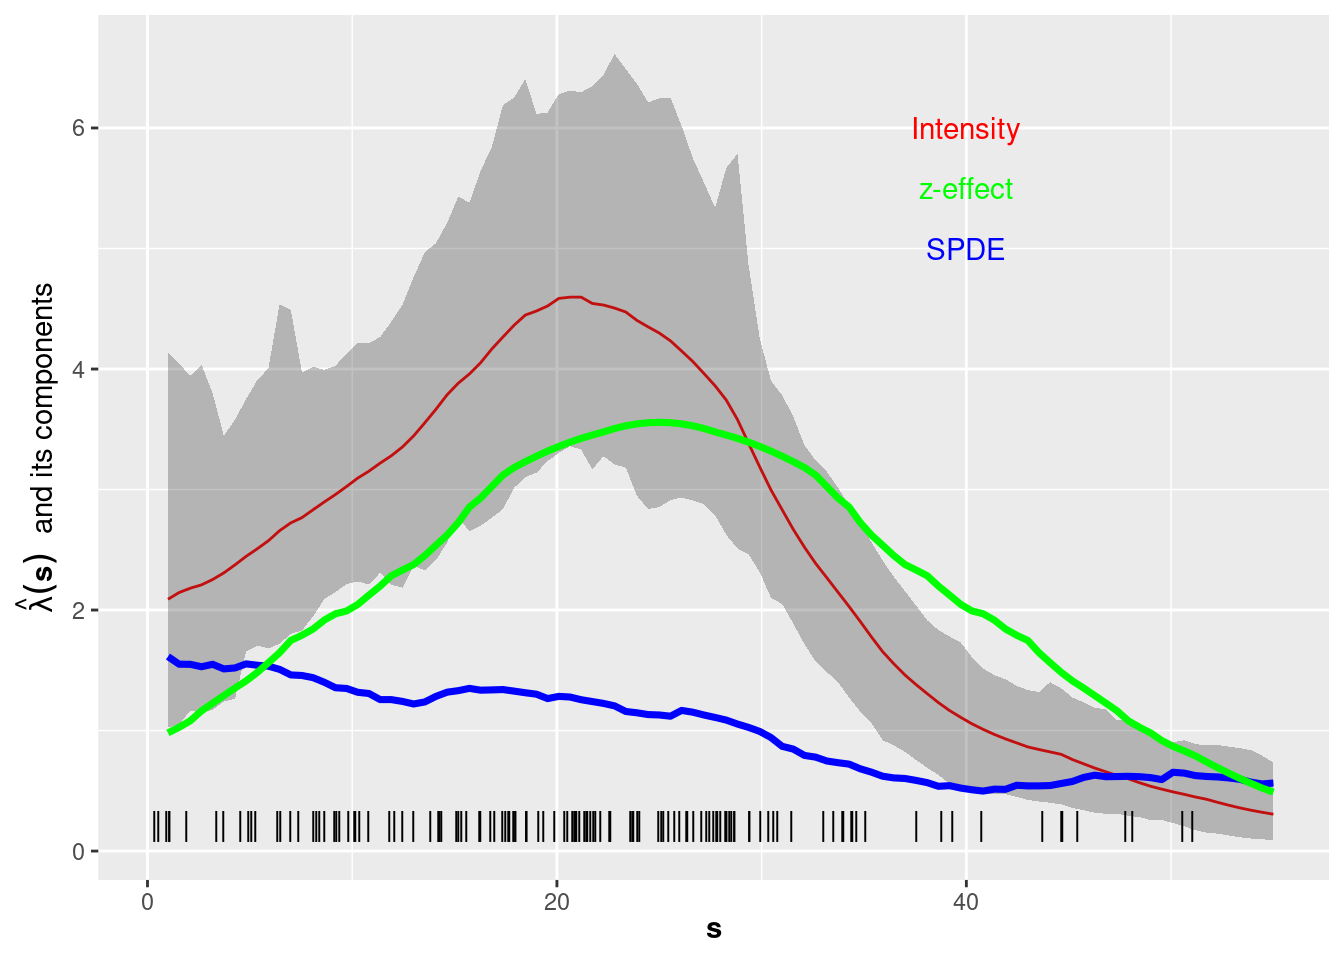 λ̂(s) and its components
6
4
2
0
Intensity
z-effect
SPDE
0 20 40
s